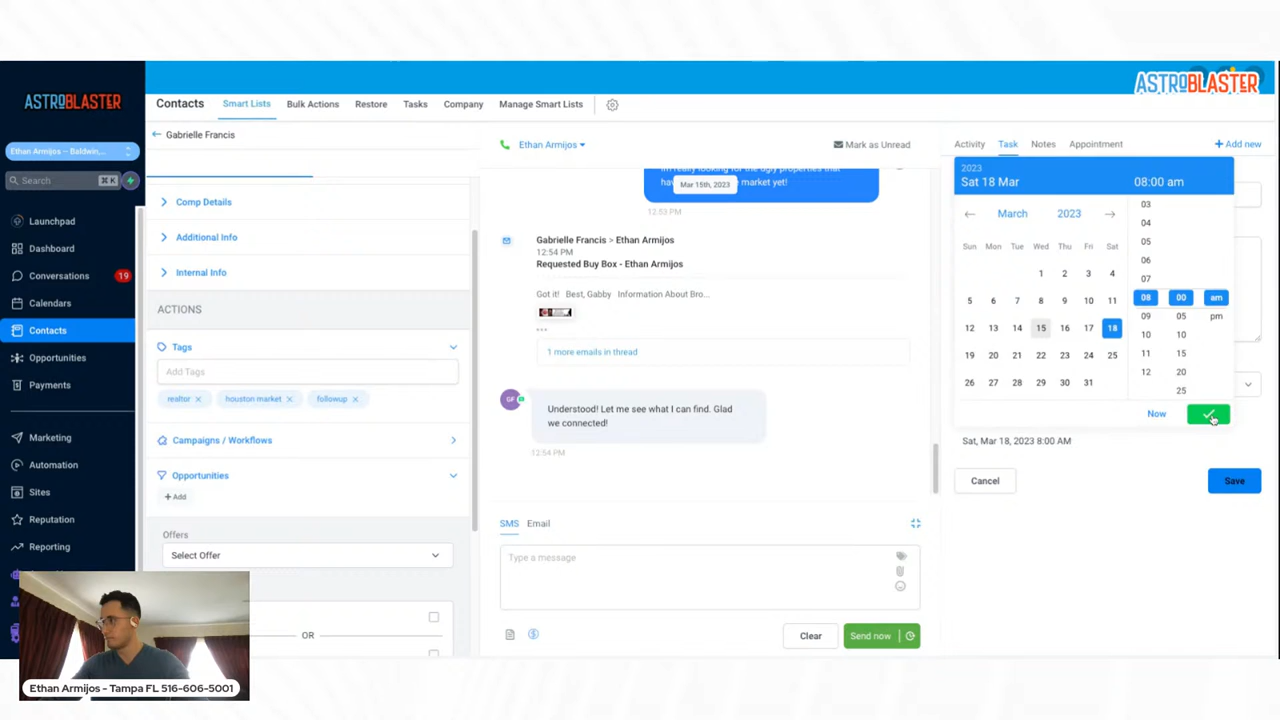 ASTROBLASTER
Ethan Armijos -- Baldwin,...
Search
⌘K
Launchpad
Dashboard
Conversations
19
Calendars
Contacts
Opportunities
Payments
Marketing
Automation
Sites
Reputation
Reporting
Contacts
Smart Lists
Bulk Actions
Restore
Tasks
Company
Manage Smart Lists
ASTROBLASTER
Gabrielle Francis
Comp Details
Additional Info
Internal Info
ACTIONS
Tags
Add Tags
realtor
houston market
followup
Campaigns / Workflows
Opportunities
+ Add
Offers
Select Offer
OR
Ethan Armijos
Mark as Unread
I'm really looking for the ugly properties that
market yet!
Mar 15th, 2023
12:53 PM
Gabrielle Francis > Ethan Armijos
12:54 PM
Requested Buy Box - Ethan Armijos
Got it! Best, Gabby Information About Bro...
1 more emails in thread
GF
Understood! Let me see what I can find. Glad
we connected!
12:54 PM
SMS
Email
Type a message
Clear
Send now
Activity
Task
Notes
Appointment
+ Add new
2023
Sat 18 Mar
08:00 am
March
2023
Sun Mon Tue Wed Thu Fri Sat
1 2 3 4
5 6 7 8 9 10 11
12 13 14 15 16 17 18
19 20 21 22 23 24 25
26 27 28 29 30 31
03
04
05
06
07
08 00 am
09 05 pm
10 10
11 15
12 20
25
Now
Sat, Mar 18, 2023 8:00 AM
Cancel
Save
Ethan Armijos - Tampa FL 516-606-5001